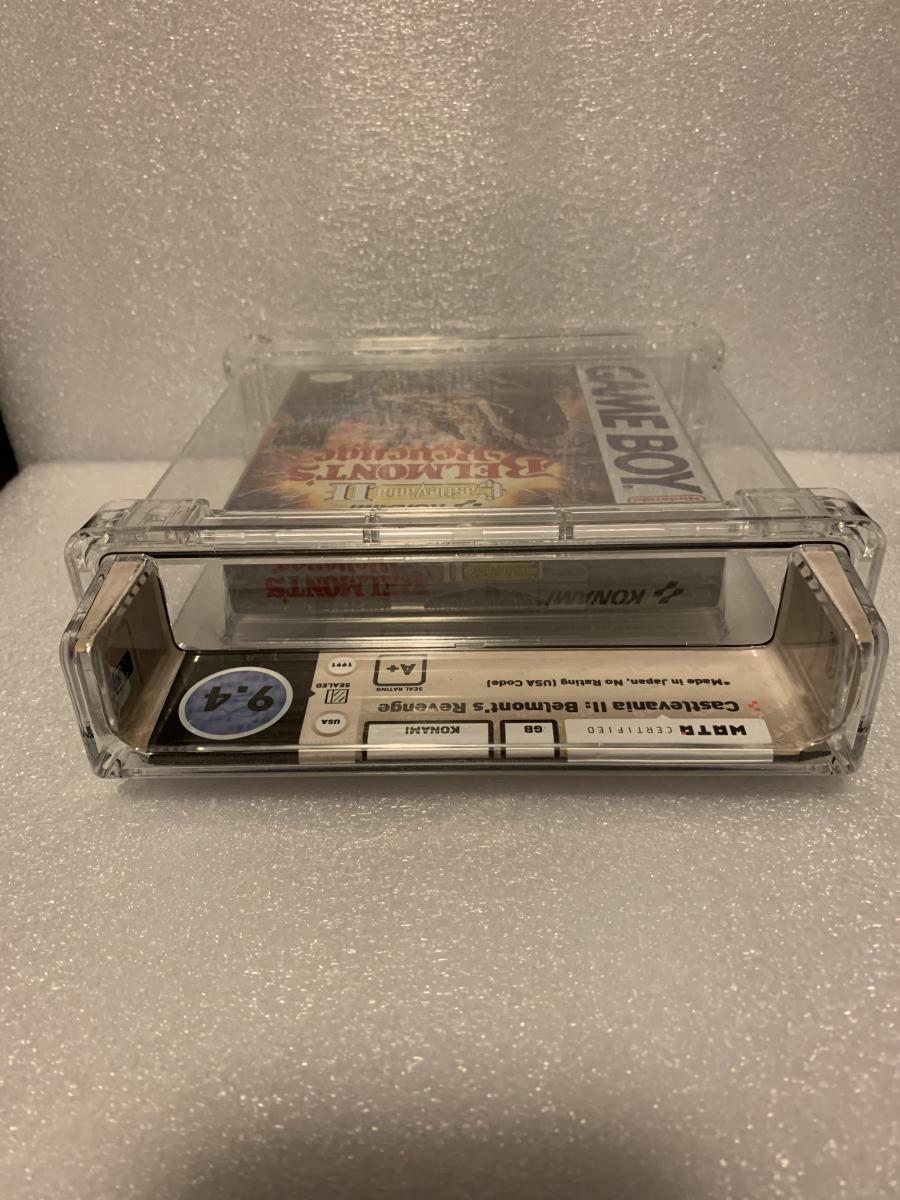 GAME BOY
Nintendo
KONAMI
Castlevania II
BELMONT'S
Revenge
KONAMI
BELMONT'S
Revenge
WATA CERTIFIED
GB
KONAMI
Castlevania II: Belmont's Revenge
*Made in Japan, No Rating (USA Code)
SEAL RATING
A+
USA
SEALED
1991
9.4